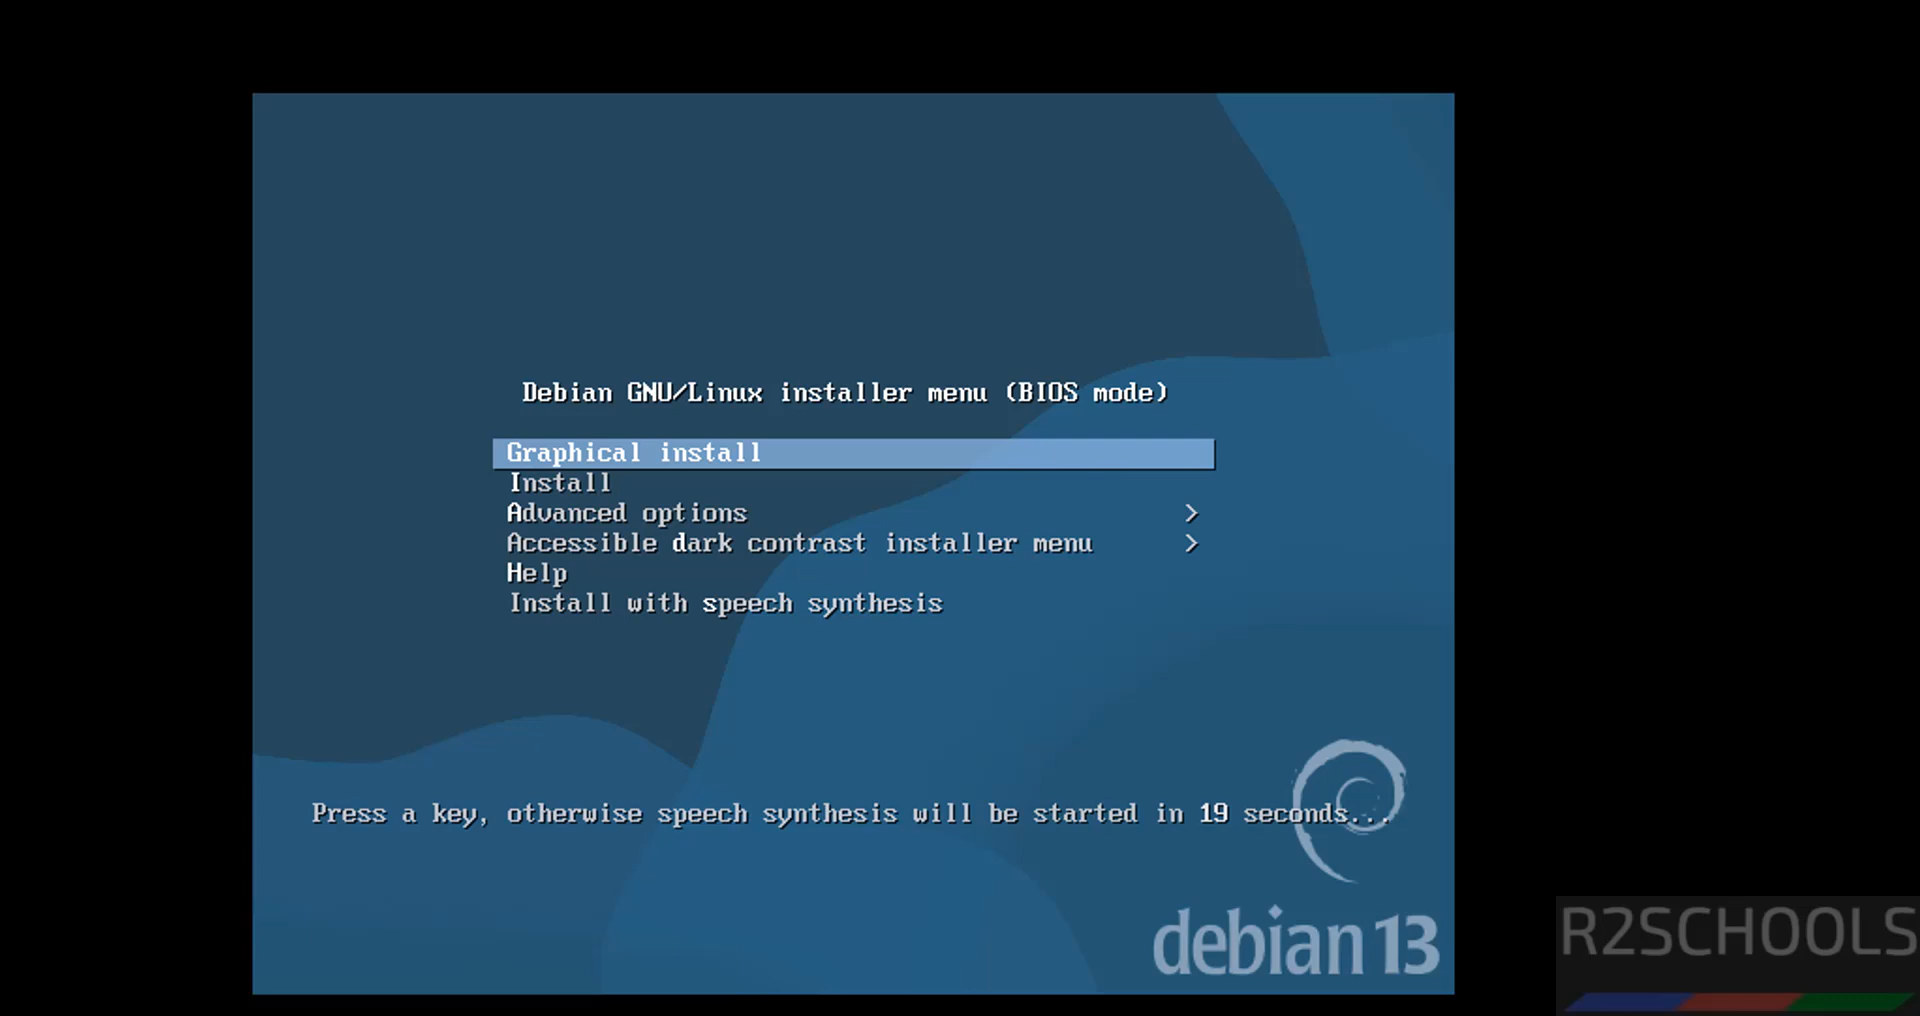 Debian GNU/Linux installer menu (BIOS mode)
Graphical install
Install
Advanced options >
Accessible dark contrast installer menu >
Help
Install with speech synthesis
Press a key, otherwise speech synthesis will be started in 19 seconds...
debian 13
R2SCHOOLS